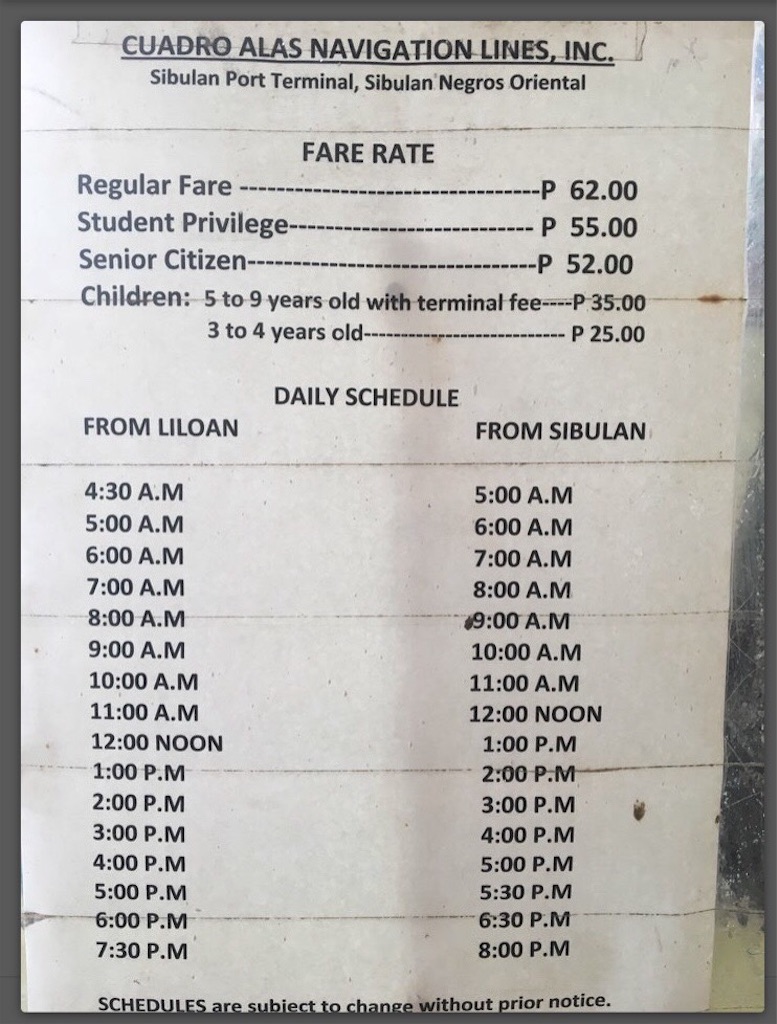 CUADRO ALAS NAVIGATION LINES, INC.
Sibulan Port Terminal, Sibulan Negros Oriental
FARE RATE
Regular Fare ---------------------------------P 62.00
Student Privilege--------------------------- P 55.00
Senior Citizen--------------------------------P 52.00
Children: 5 to 9 years old with terminal fee----P 35.00
3 to 4 years old---------------------------- P 25.00
DAILY SCHEDULE
FROM LILOAN FROM SIBULAN
4:30 A.M 5:00 A.M
5:00 A.M 6:00 A.M
6:00 A.M 7:00 A.M
7:00 A.M 8:00 A.M
8:00 A.M 9:00 A.M
9:00 A.M 10:00 A.M
10:00 A.M 11:00 A.M
11:00 A.M 12:00 NOON
12:00 NOON 1:00 P.M
1:00 P.M 2:00 P.M
2:00 P.M 3:00 P.M
3:00 P.M 4:00 P.M
4:00 P.M 5:00 P.M
5:00 P.M 5:30 P.M
6:00 P.M 6:30 P.M
7:30 P.M 8:00 P.M
SCHEDULES are subject to change without prior notice.